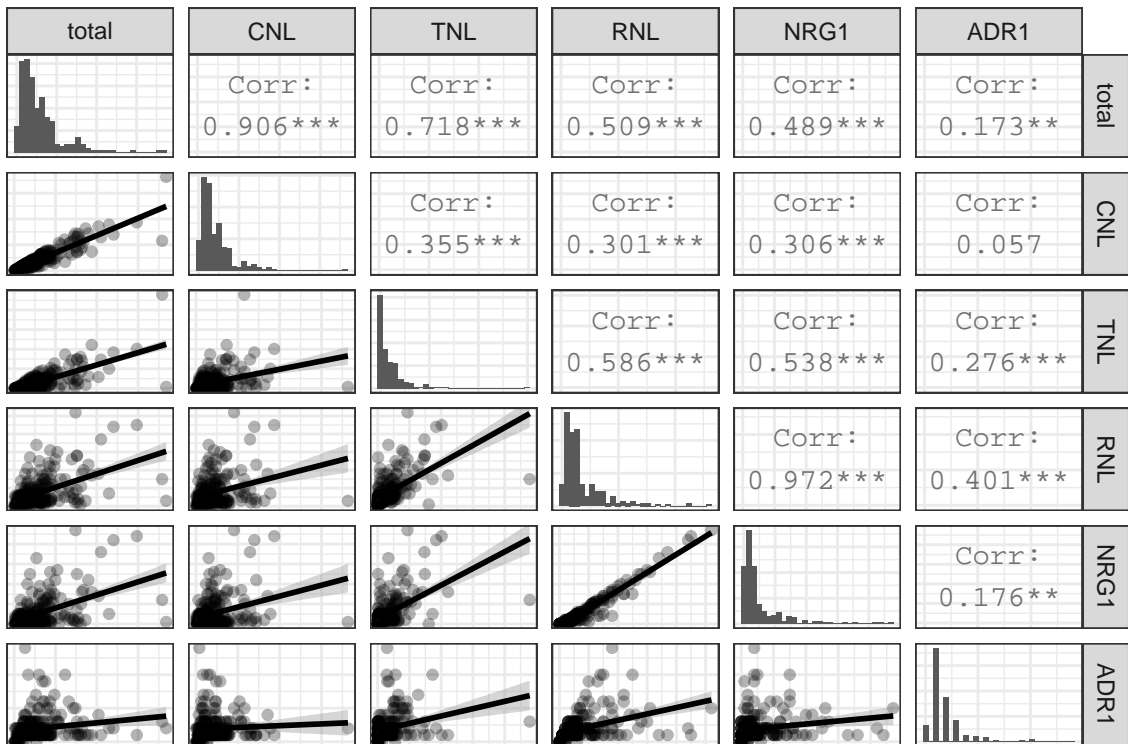 total CNL TNL RNL NRG1 ADR1
Corr: Corr: Corr: Corr: Corr:
0.906*** 0.718*** 0.509*** 0.489*** 0.173**
total
Corr: Corr: Corr: Corr:
0.355*** 0.301*** 0.306*** 0.057
CNL
Corr: Corr: Corr:
0.586*** 0.538*** 0.276***
TNL
Corr: Corr:
0.972*** 0.401***
RNL
Corr:
0.176**
NRG1
ADR1